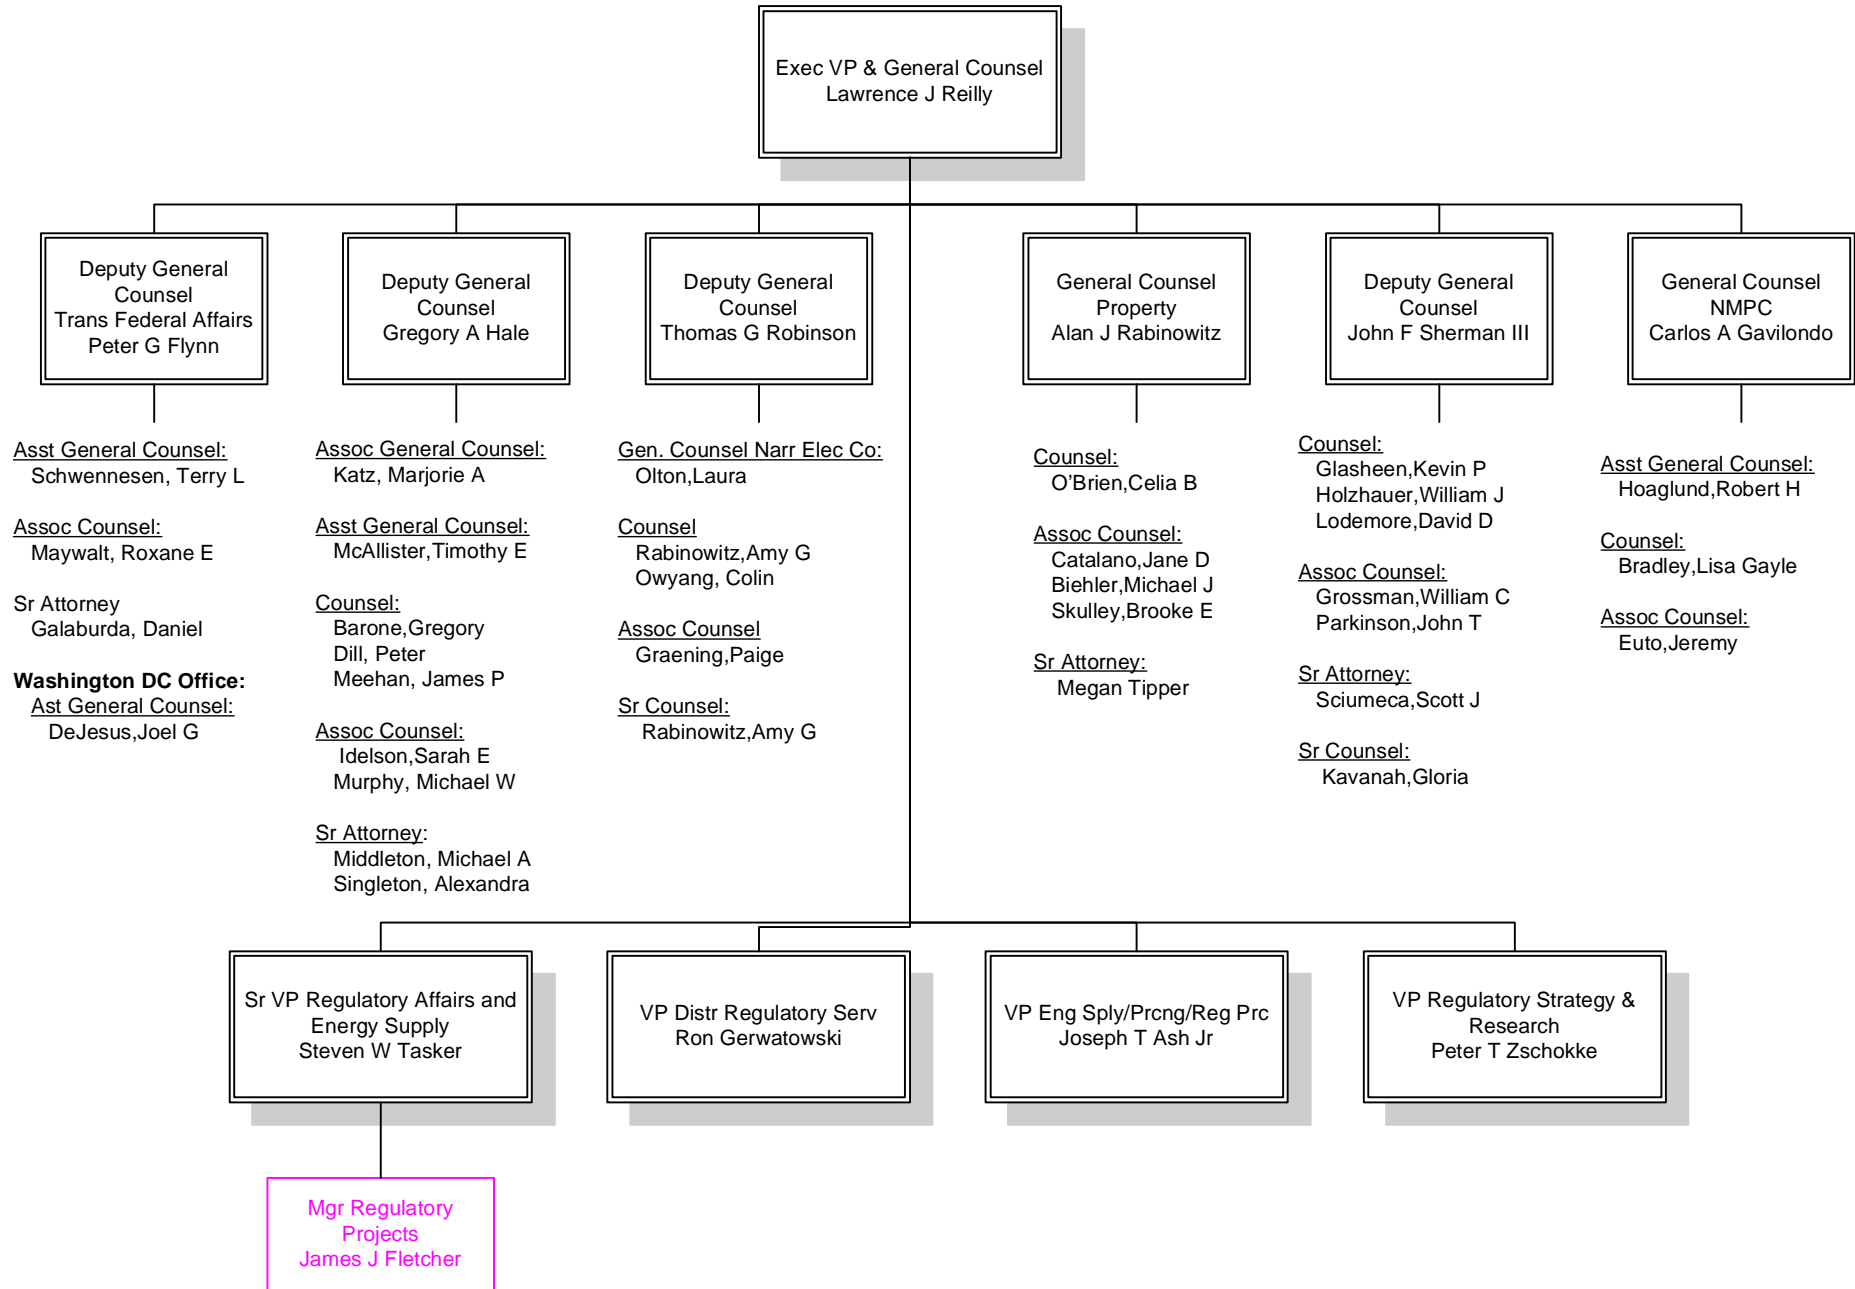 Exec VP & General Counsel
Lawrence J Reilly
Deputy General
Counsel
Trans Federal Affairs
Peter G Flynn
Deputy General
Counsel
Gregory A Hale
Deputy General
Counsel
Thomas G Robinson
General Counsel
Property
Alan J Rabinowitz
Deputy General
Counsel
John F Sherman III
General Counsel
NMPC
Carlos A Gavilondo
Asst General Counsel:
Schwennesen, Terry L
Assoc Counsel:
Maywalt, Roxane E
Sr Attorney
Galaburda, Daniel
Washington DC Office:
Ast General Counsel:
DeJesus,Joel G
Assoc General Counsel:
Katz, Marjorie A
Asst General Counsel:
McAllister,Timothy E
Counsel:
Barone,Gregory
Dill, Peter
Meehan, James P
Assoc Counsel:
Idelson,Sarah E
Murphy, Michael W
Sr Attorney:
Middleton, Michael A
Singleton, Alexandra
Gen. Counsel Narr Elec Co:
Olton,Laura
Counsel
Rabinowitz,Amy G
Owyang, Colin
Assoc Counsel
Graening,Paige
Sr Counsel:
Rabinowitz,Amy G
Counsel:
O’Brien,Celia B
Assoc Counsel:
Catalano,Jane D
Biehler,Michael J
Skulley,Brooke E
Sr Attorney:
Megan Tipper
Counsel:
Glasheen,Kevin P
Holzhauer,William J
Lodemore,David D
Assoc Counsel:
Grossman,William C
Parkinson,John T
Sr Attorney:
Sciumeca,Scott J
Sr Counsel:
Kavanah,Gloria
Asst General Counsel:
Hoaglund,Robert H
Counsel:
Bradley,Lisa Gayle
Assoc Counsel:
Euto,Jeremy
Sr VP Regulatory Affairs and
Energy Supply
Steven W Tasker
VP Distr Regulatory Serv
Ron Gerwatowski
VP Eng Sply/Prcng/Reg Prc
Joseph T Ash Jr
VP Regulatory Strategy &
Research
Peter T Zschokke
Mgr Regulatory
Projects
James J Fletcher